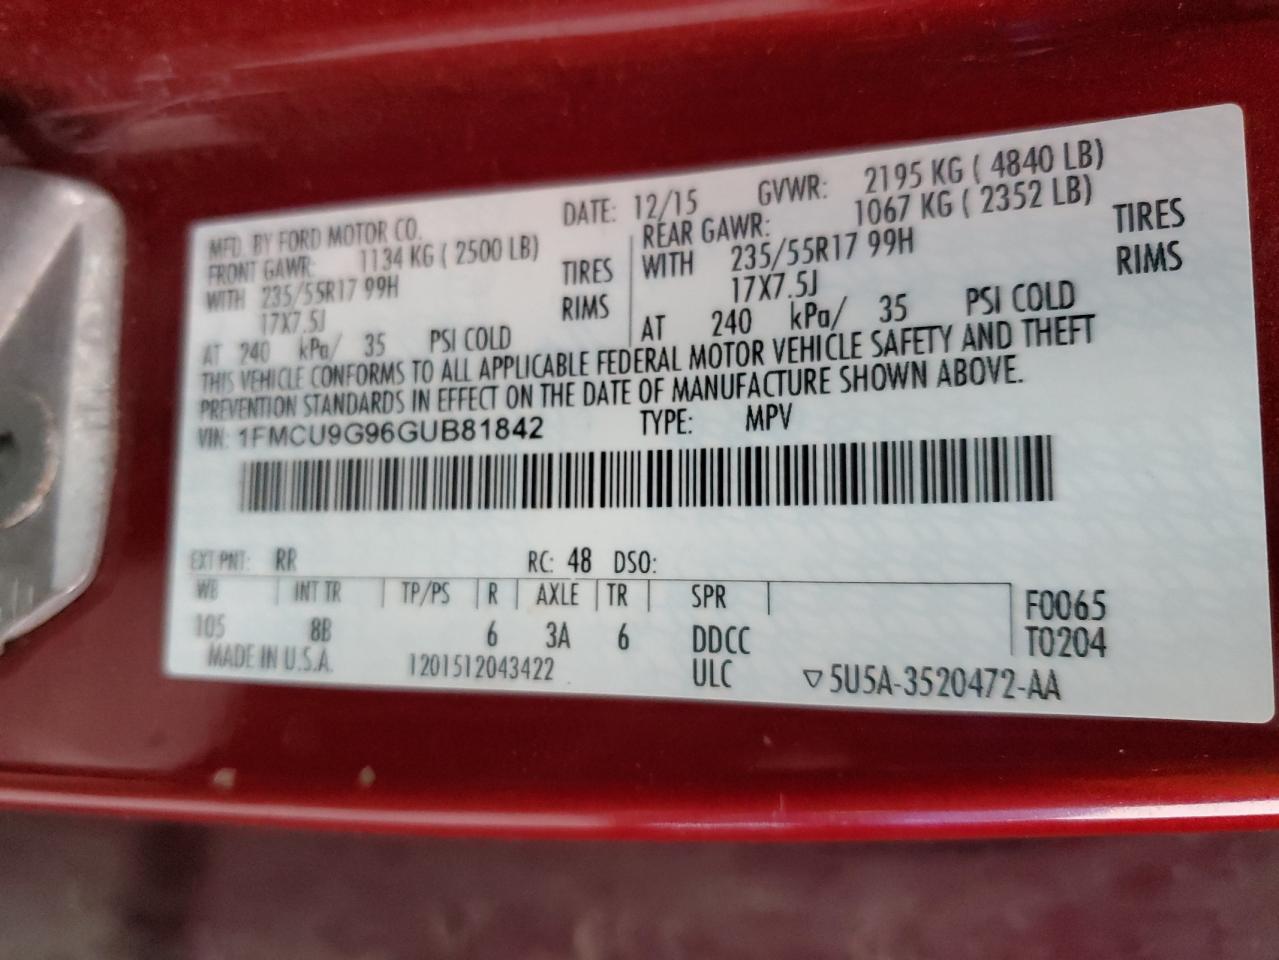 MFD. BY FORD MOTOR CO. DATE: 12/15 GVWR: 2195 KG ( 4840 LB)
FRONT GAWR: 1134 KG ( 2500 LB) REAR GAWR: 1067 KG ( 2352 LB)
WITH 235/55R17 99H TIRES WITH 235/55R17 99H TIRES
17X7.5J RIMS 17X7.5J RIMS
AT 240 kPa/ 35 PSI COLD AT 240 kPa/ 35 PSI COLD
THIS VEHICLE CONFORMS TO ALL APPLICABLE FEDERAL MOTOR VEHICLE SAFETY AND THEFT
PREVENTION STANDARDS IN EFFECT ON THE DATE OF MANUFACTURE SHOWN ABOVE.
VIN: 1FMCU9G96GUB81842 TYPE: MPV
EXT PNT: RR RC: 48 DSO:
WB INT TR TP/PS R AXLE TR SPR F0065
105 8B 6 3A 6 DDCC T0204
MADE IN U.S.A. 1201512043422 ULC ▽5U5A-3520472-AA